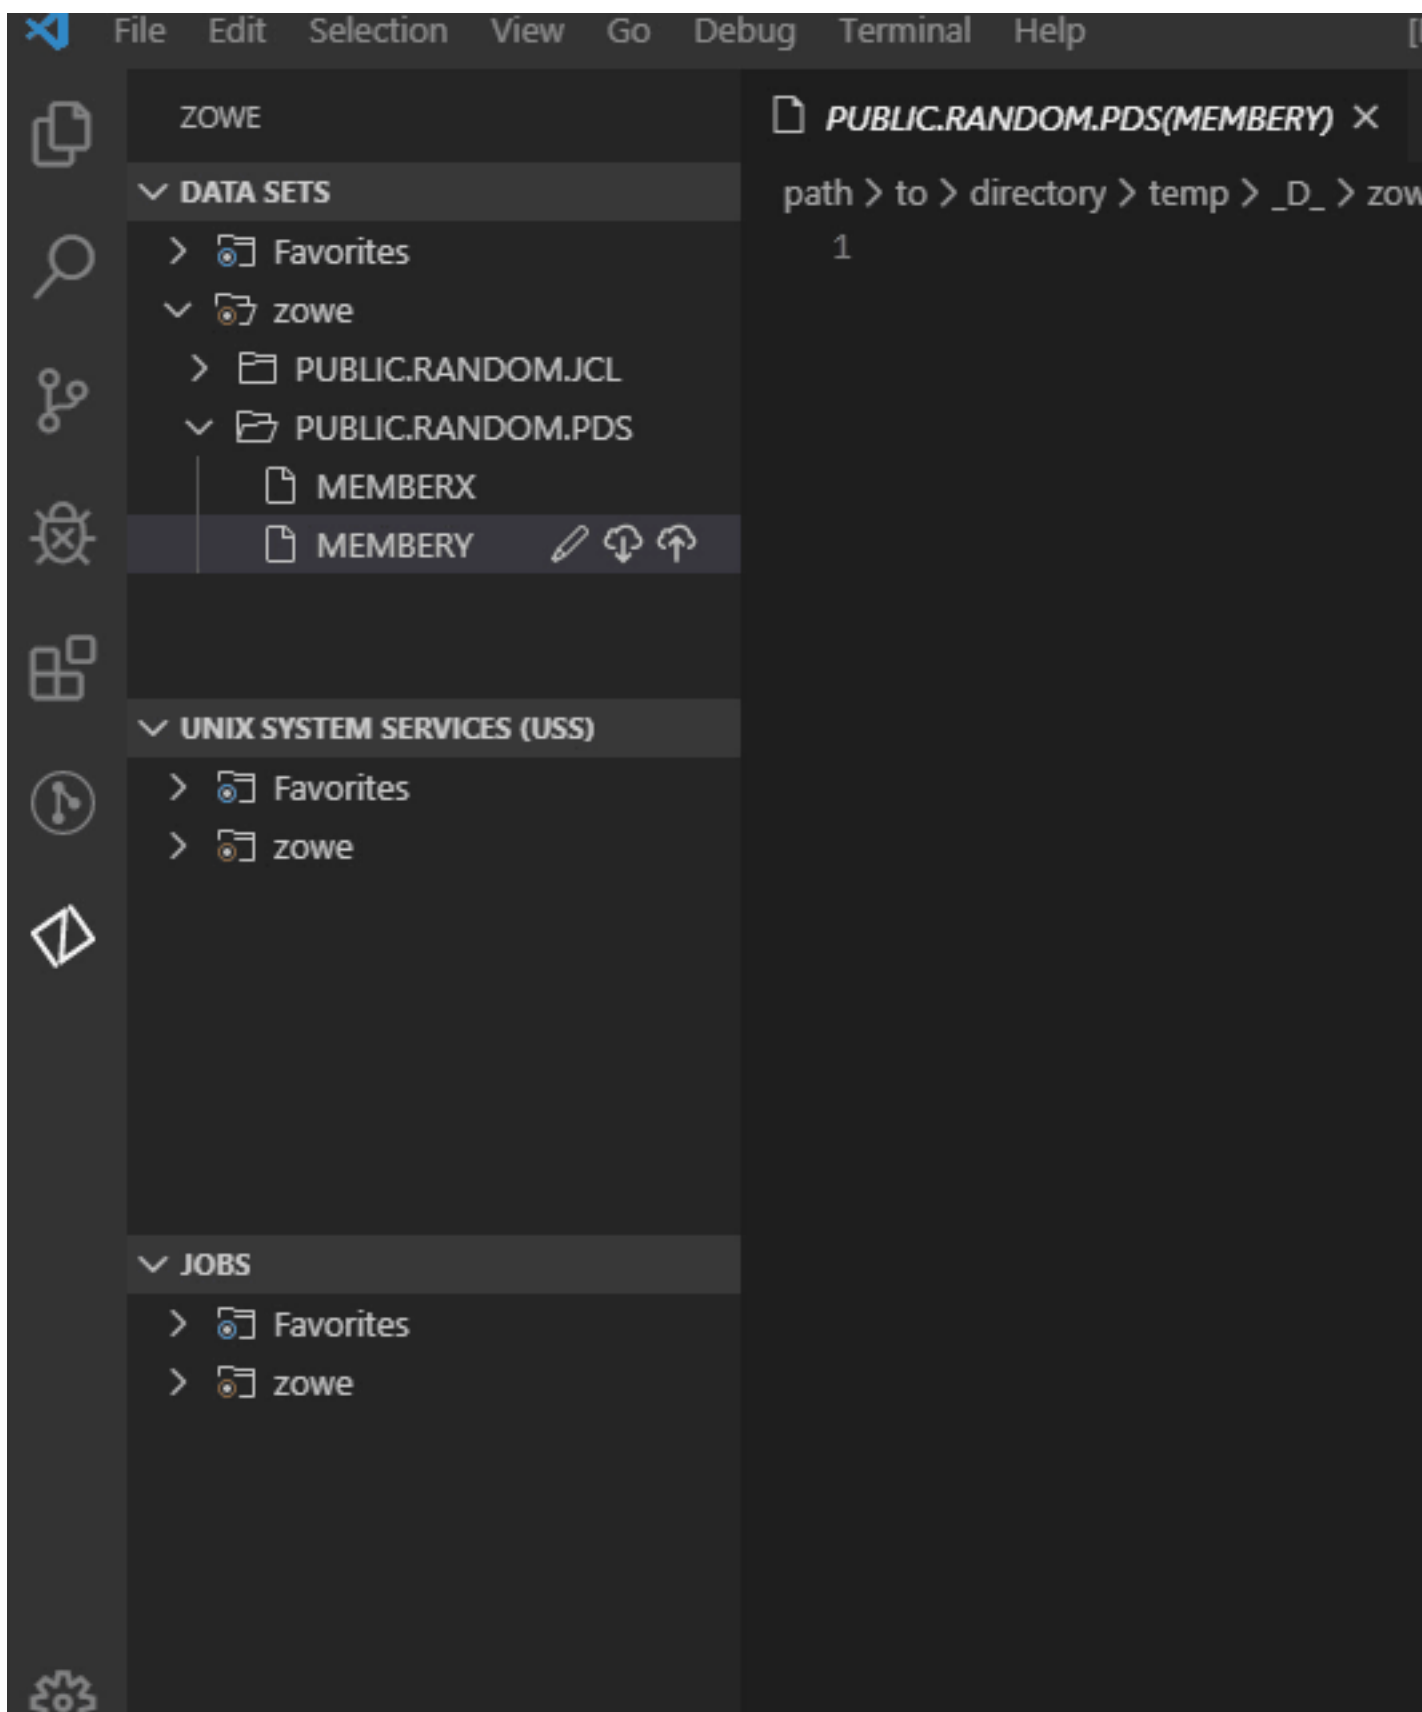 File Edit Selection View Go Debug Terminal Help
ZOWE
DATA SETS
Favorites
zowe
PUBLIC.RANDOM.JCL
PUBLIC.RANDOM.PDS
MEMBERX
MEMBERY
UNIX SYSTEM SERVICES (USS)
Favorites
zowe
JOBS
Favorites
zowe
PUBLIC.RANDOM.PDS(MEMBERY)
path > to > directory > temp > _D_ > zow
1